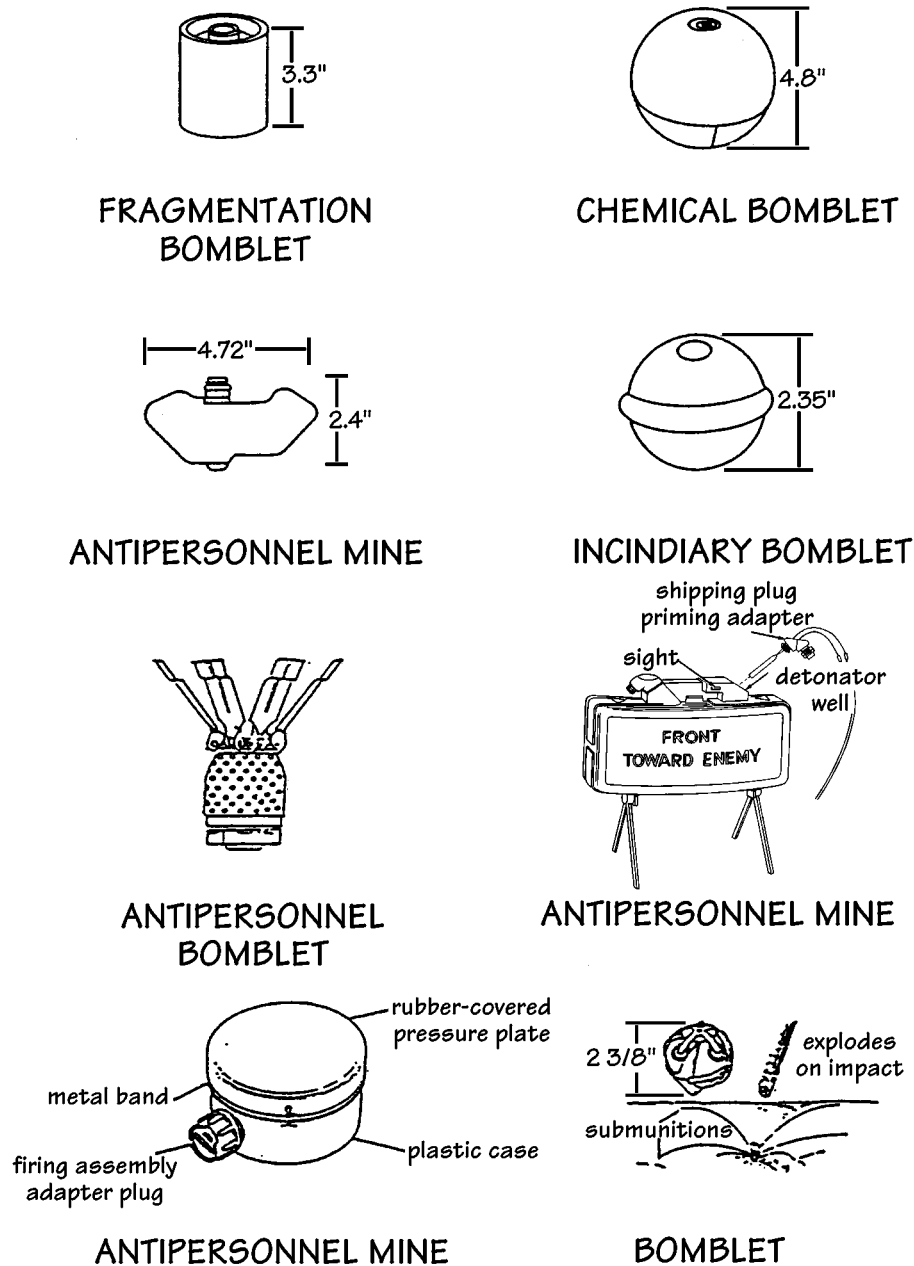 3.3"
4.8"
FRAGMENTATION
BOMBLET
CHEMICAL BOMBLET
4.72"
2.4"
2.35"
ANTIPERSONNEL MINE
INCINDIARY BOMBLET
shipping plug
priming adapter
sight
detonator
well
FRONT
TOWARD ENEMY
ANTIPERSONNEL
BOMBLET
ANTIPERSONNEL MINE
rubber-covered
pressure plate
metal band
plastic case
firing assembly
adapter plug
2 3/8"
explodes
on impact
submunitions
ANTIPERSONNEL MINE
BOMBLET